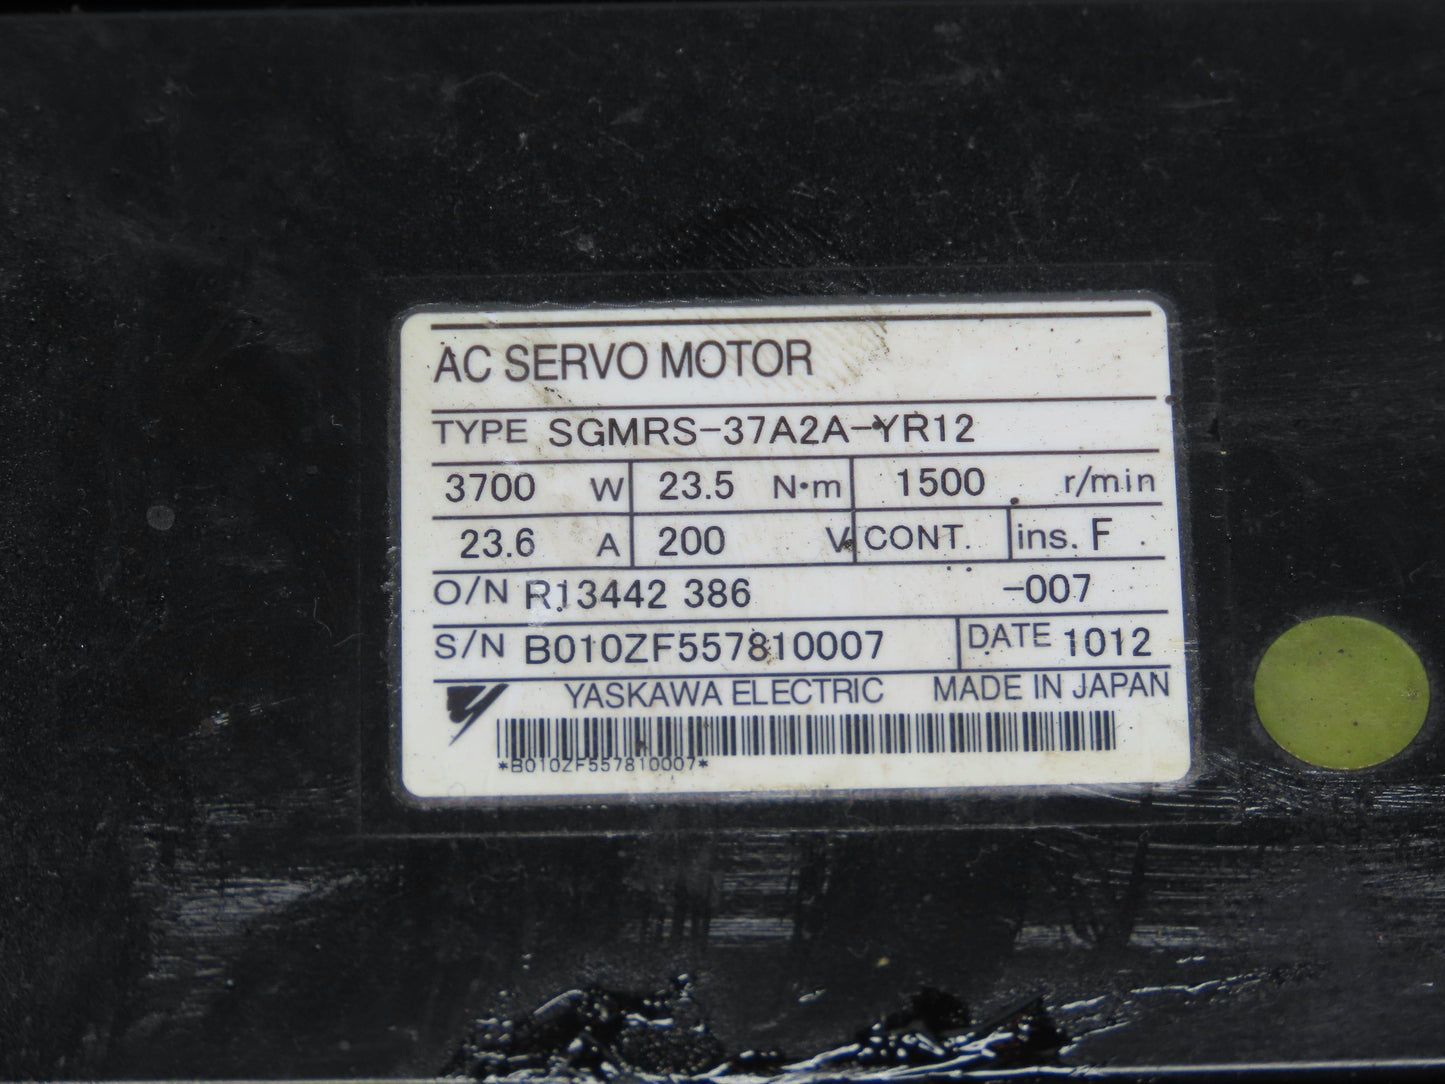 AC SERVO MOTOR
TYPE SGMRS-37A2A-YR12
3700 W 23.5 N·m 1500 r/min
23.6 A 200 V CONT. ins. F
O/N R13442 386 -007
S/N B010ZF557810007 DATE 1012
YASKAWA ELECTRIC MADE IN JAPAN
*B010ZF557810007*